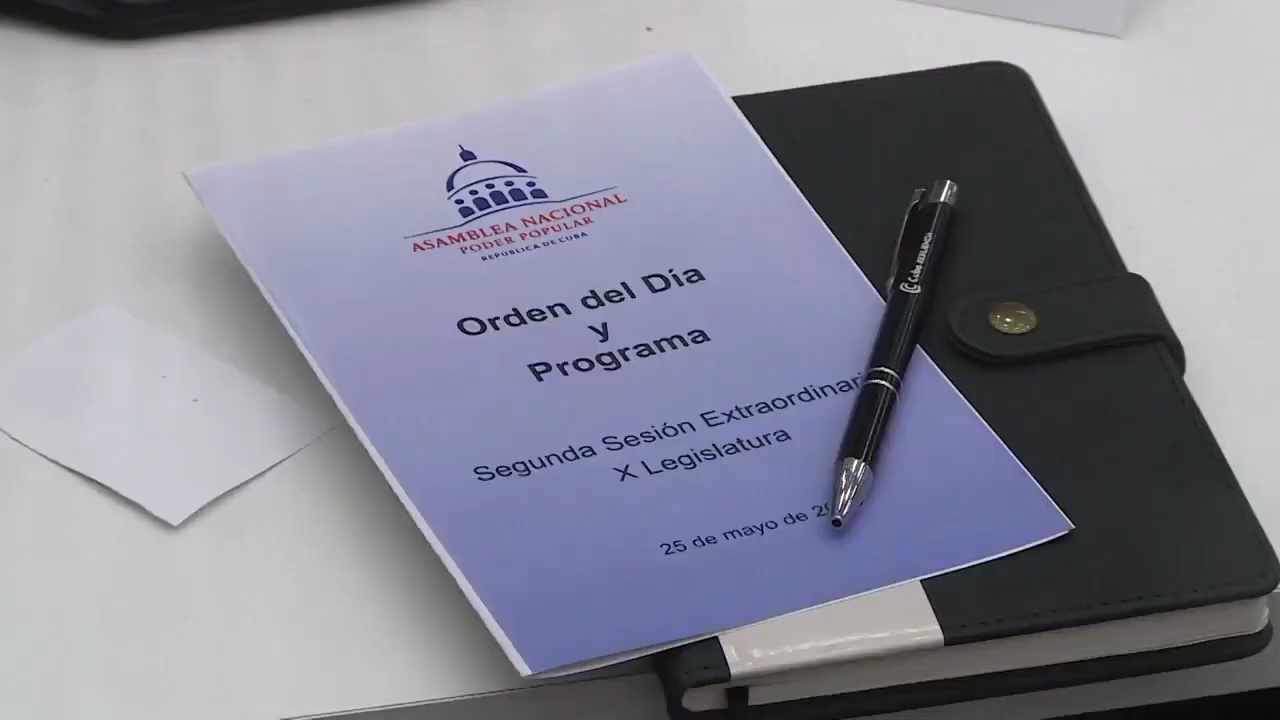 ASAMBLEA NACIONAL
PODER POPULAR
REPÚBLICA DE CUBA
Orden del Día
y
Programa
Segunda Sesión Extraordinari
X Legislatura
25 de mayo de 2